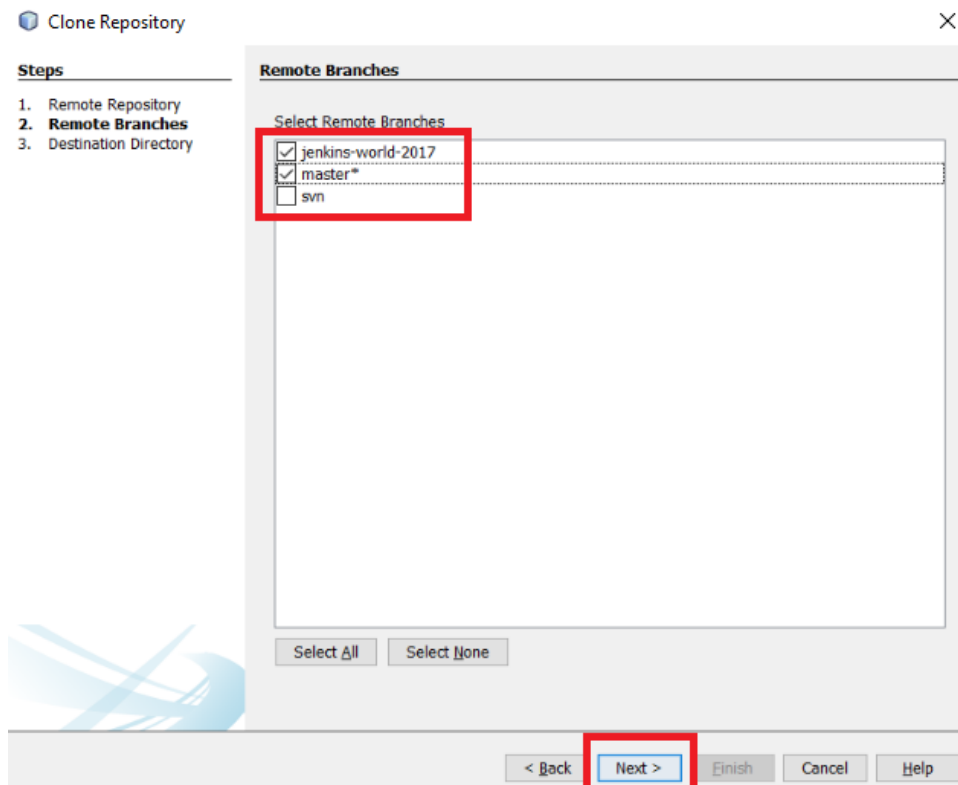 Clone Repository
Steps
1. Remote Repository
2. Remote Branches
3. Destination Directory
Remote Branches
Select Remote Branches
jenkins-world-2017
master*
svn
Select All
Select None
< Back
Next >
Finish
Cancel
Help